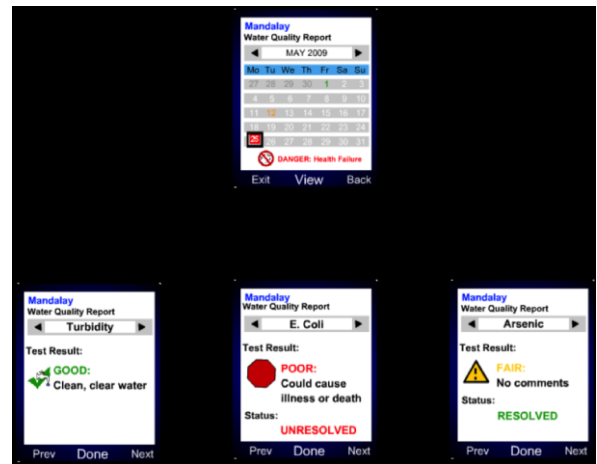 Mandalay
Water Quality Report
MAY 2009
Mo Tu We Th Fr Sa Su
27 28 29 30 1 2 3
4 5 6 7 8 9 10
11 12 13 14 15 16 17
18 19 20 21 22 23 24
25 26 27 28 29 30 31
DANGER: Health Failure
Exit View Back
Mandalay
Water Quality Report
Turbidity
Test Result:
GOOD:
Clean, clear water
Prev Done Next
Mandalay
Water Quality Report
E. Coli
Test Result:
POOR:
Could cause
illness or death
Status:
UNRESOLVED
Prev Done Next
Mandalay
Water Quality Report
Arsenic
Test Result:
FAIR:
No comments
Status:
RESOLVED
Prev Done Next